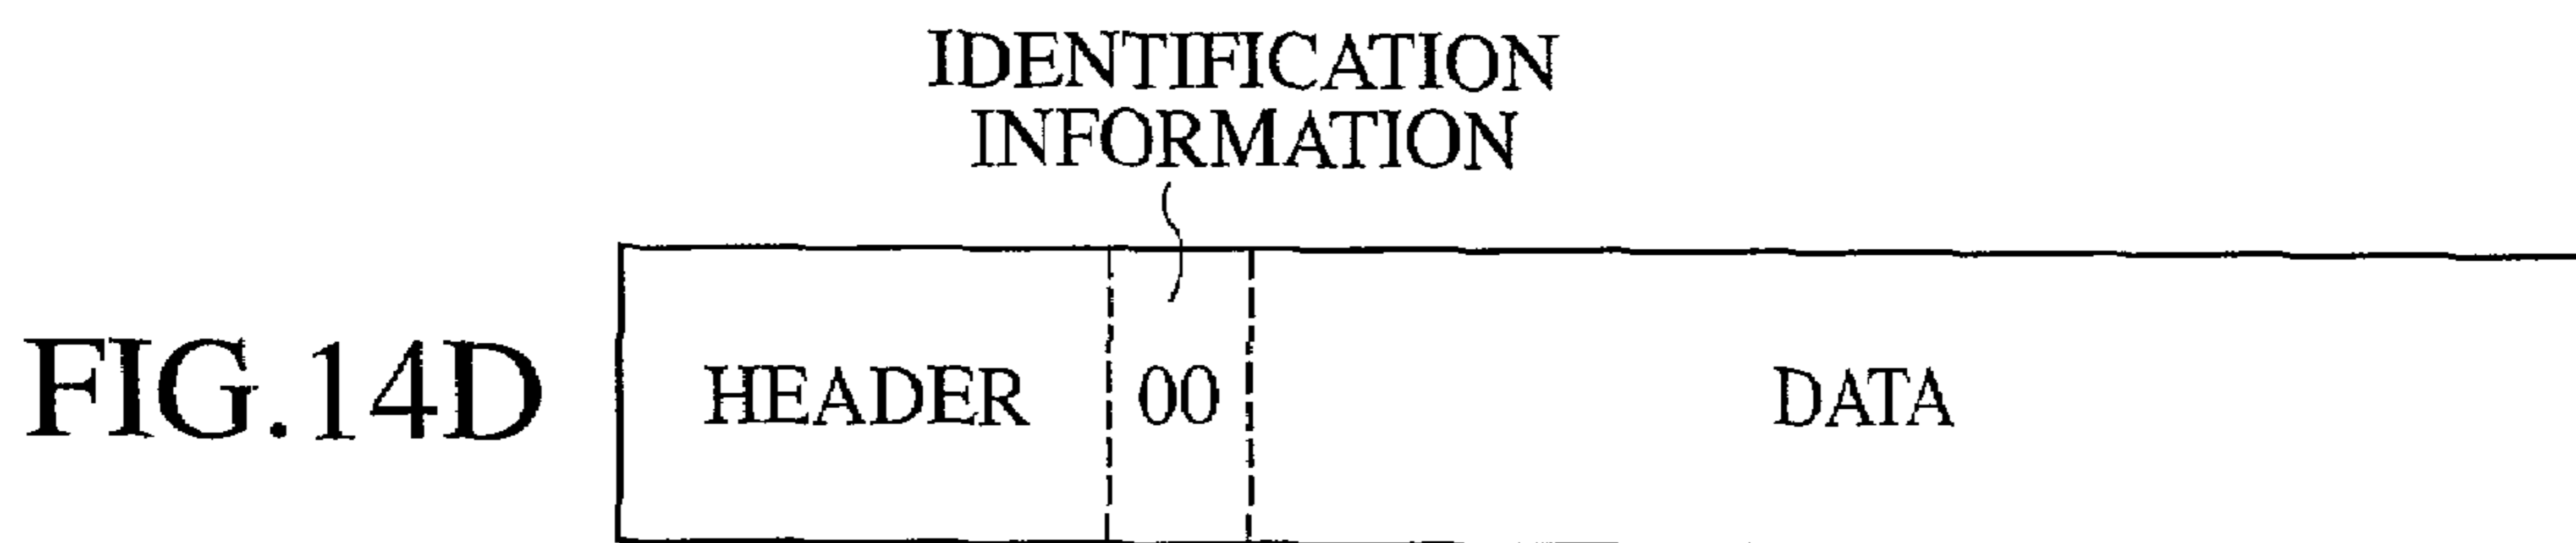 IDENTIFICATION
INFORMATION
FIG.14D
HEADER
00
DATA